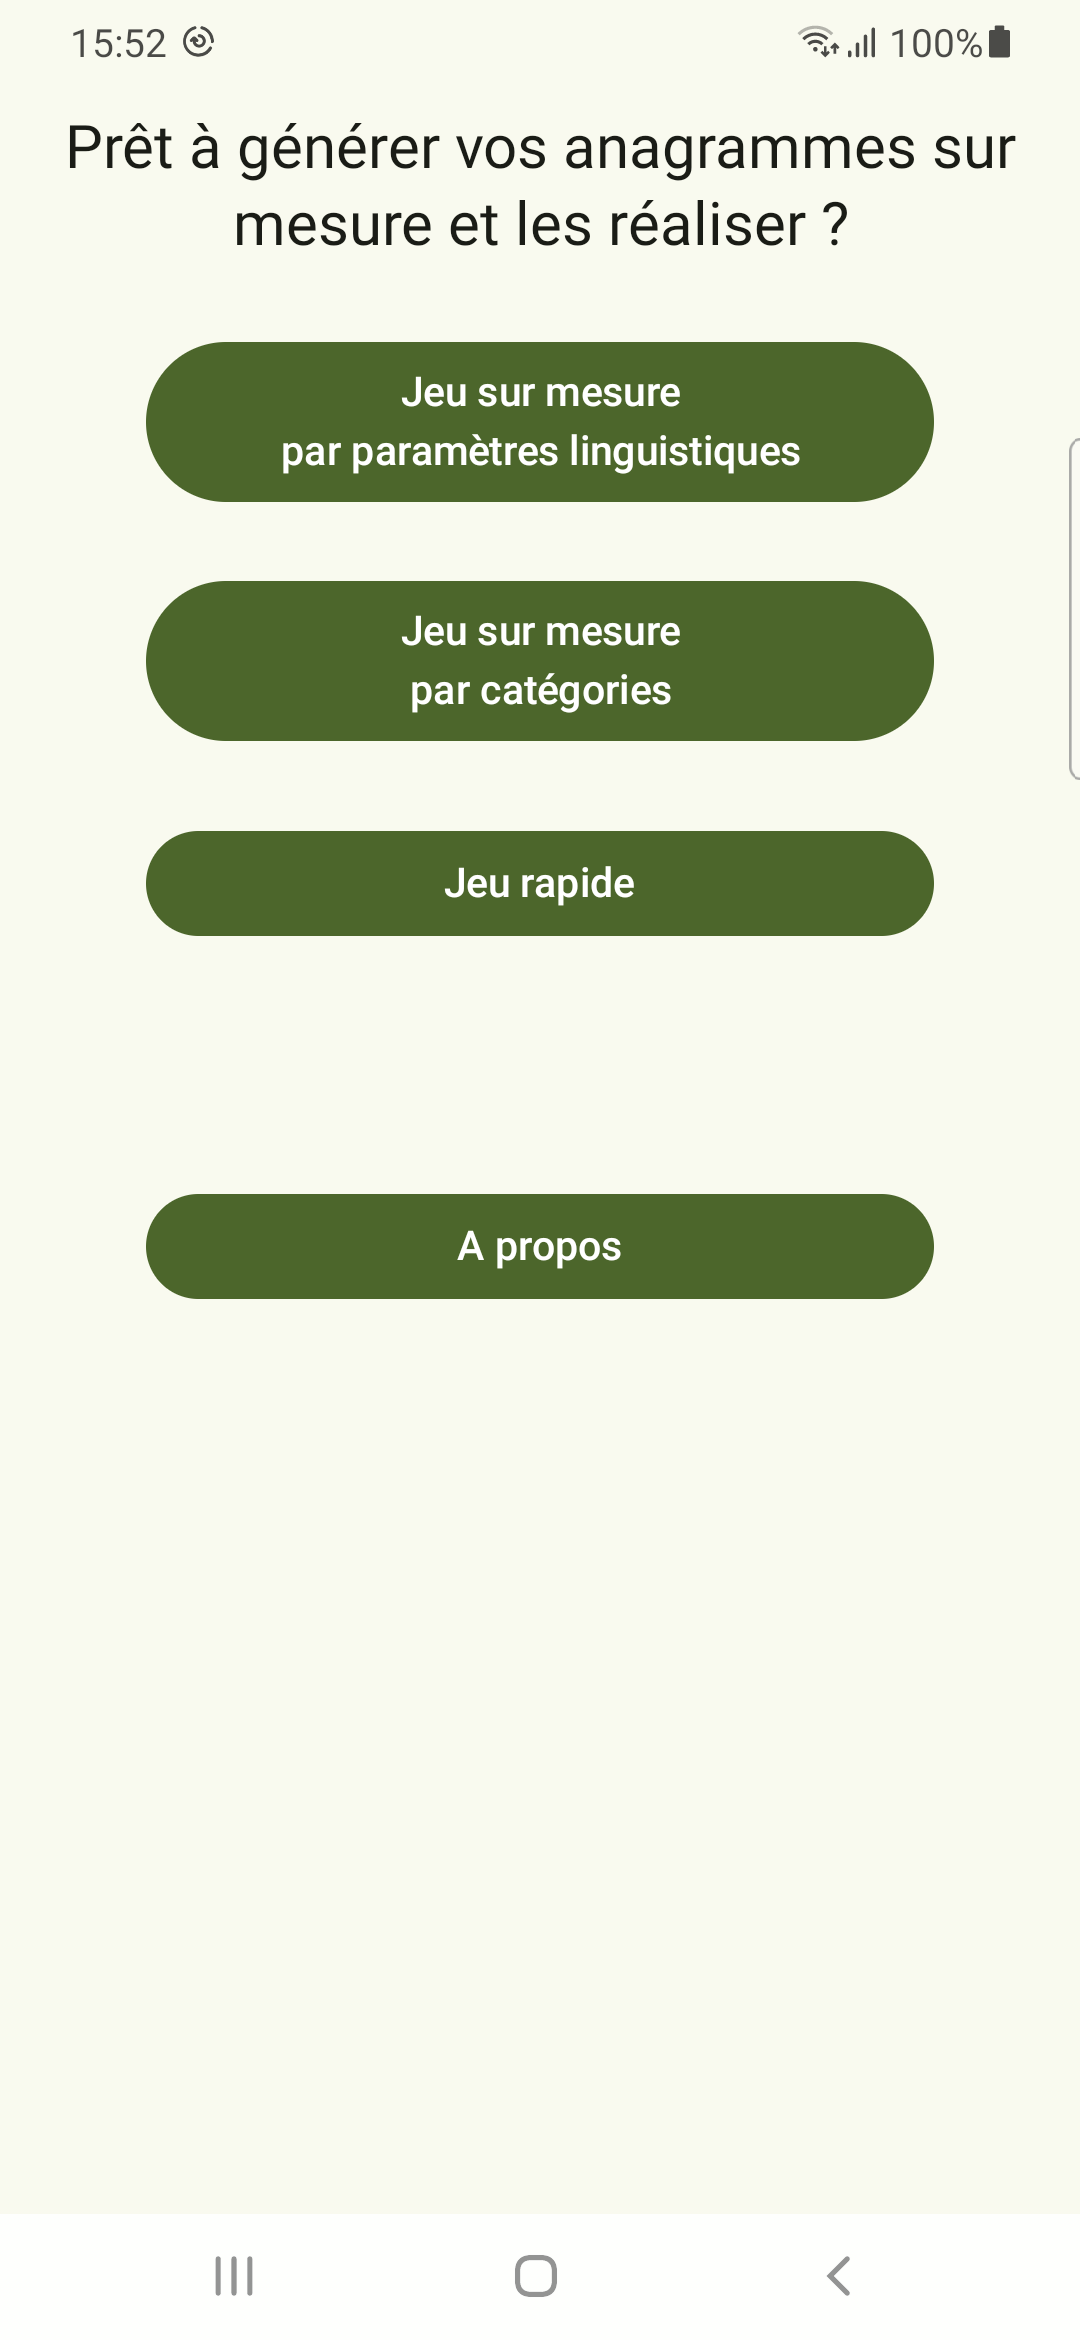 15:52
100%
Prêt à générer vos anagrammes sur
mesure et les réaliser ?
Jeu sur mesure
par paramètres linguistiques
Jeu sur mesure
par catégories
Jeu rapide
A propos